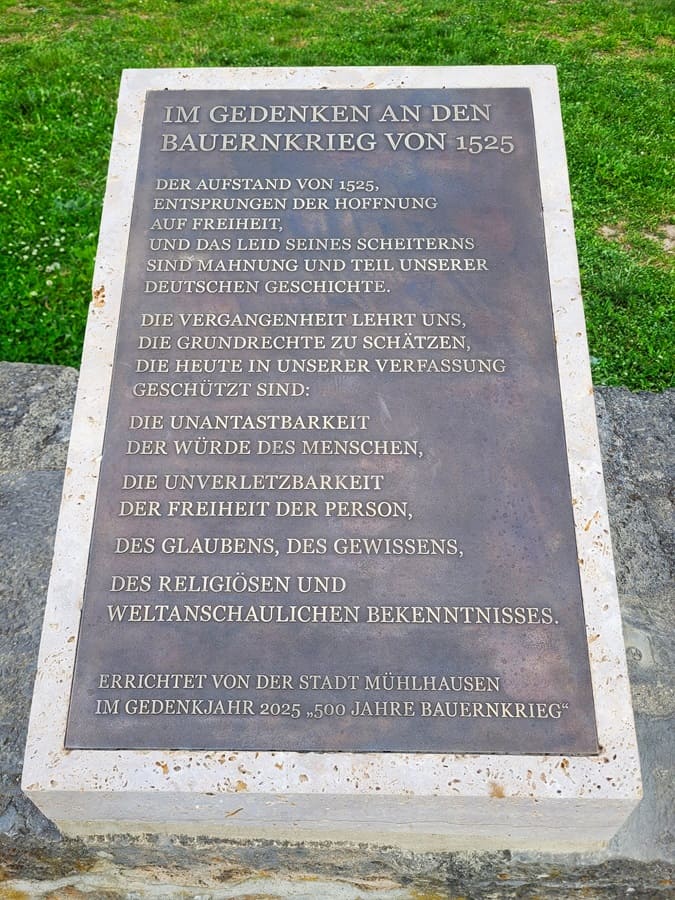 IM GEDENKEN AN DEN
BAUERNKRIEG VON 1525
DER AUFSTAND VON 1525,
ENTSPRUNGEN DER HOFFNUNG
AUF FREIHEIT,
UND DAS LEID SEINES SCHEITERNS
SIND MAHNUNG UND TEIL UNSERER
DEUTSCHEN GESCHICHTE.
DIE VERGANGENHEIT LEHRT UNS,
DIE GRUNDRECHTE ZU SCHÄTZEN,
DIE HEUTE IN UNSERER VERFASSUNG
GESCHÜTZT SIND:
DIE UNANTASTBARKEIT
DER WÜRDE DES MENSCHEN,
DIE UNVERLETZBARKEIT
DER FREIHEIT DER PERSON,
DES GLAUBENS, DES GEWISSENS,
DES RELIGIÖSEN UND
WELTANSCHAULICHEN BEKENNTNISSES.
ERRICHTET VON DER STADT MÜHLHAUSEN
IM GEDENKJAHR 2025 „500 JAHRE BAUERNKRIEG“